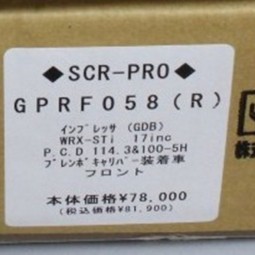 ◆SCR-PRO◆
GPRF058(R)
インプレッサ (GDB)
WRX-STi 17inc
P.C.D 114.3&100-5H
ブレンボキャリパー装着車
フロント
本体価格¥78,000
(税込価格¥81,900)
株式